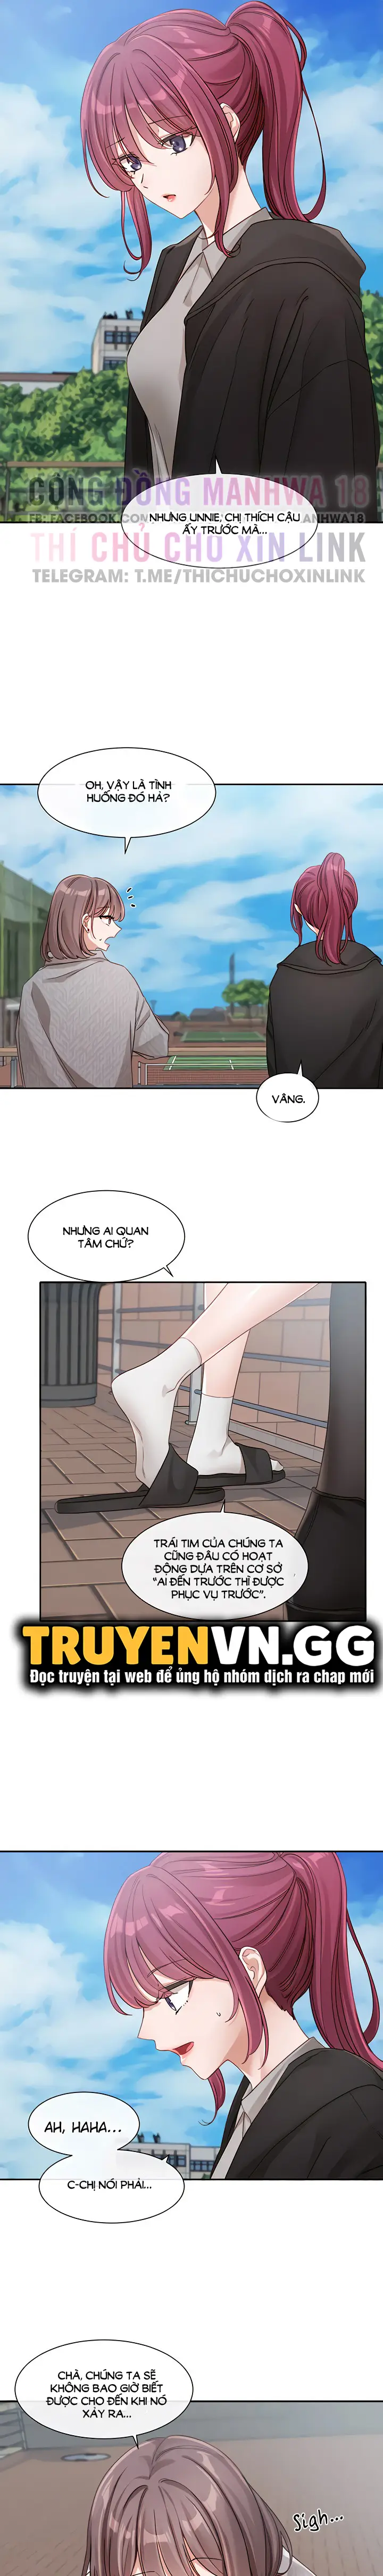 CỘNG ĐỒNG MANHWA 18
NHƯNG UNNIE, CHỊ THÍCH CẬU
ẤY TRƯỚC MÀ...
THÍ CHỦ CHO XIN LINK
TELEGRAM: T.ME/THICHUCHOXINLINK
OH, VẬY LÀ TÌNH
HUỐNG ĐÓ HẢ?
VÂNG.
NHƯNG AI QUAN
TÂM CHỨ?
TRÁI TIM CỦA CHÚNG TA
CŨNG ĐÂU CÓ HOẠT
ĐỘNG DỰA TRÊN CƠ SỞ
"AI ĐẾN TRƯỚC THÌ ĐƯỢC
PHỤC VỤ TRƯỚC".
TRUYENVN.GG
Đọc truyện tại web để ủng hộ nhóm dịch ra chap mới
AH, HAHA...
C-CHỊ NÓI PHẢI...
CHÀ, CHÚNG TA SẼ
KHÔNG BAO GIỜ BIẾT
ĐƯỢC CHO ĐẾN KHI NÓ
XẢY RA...
Sigh...